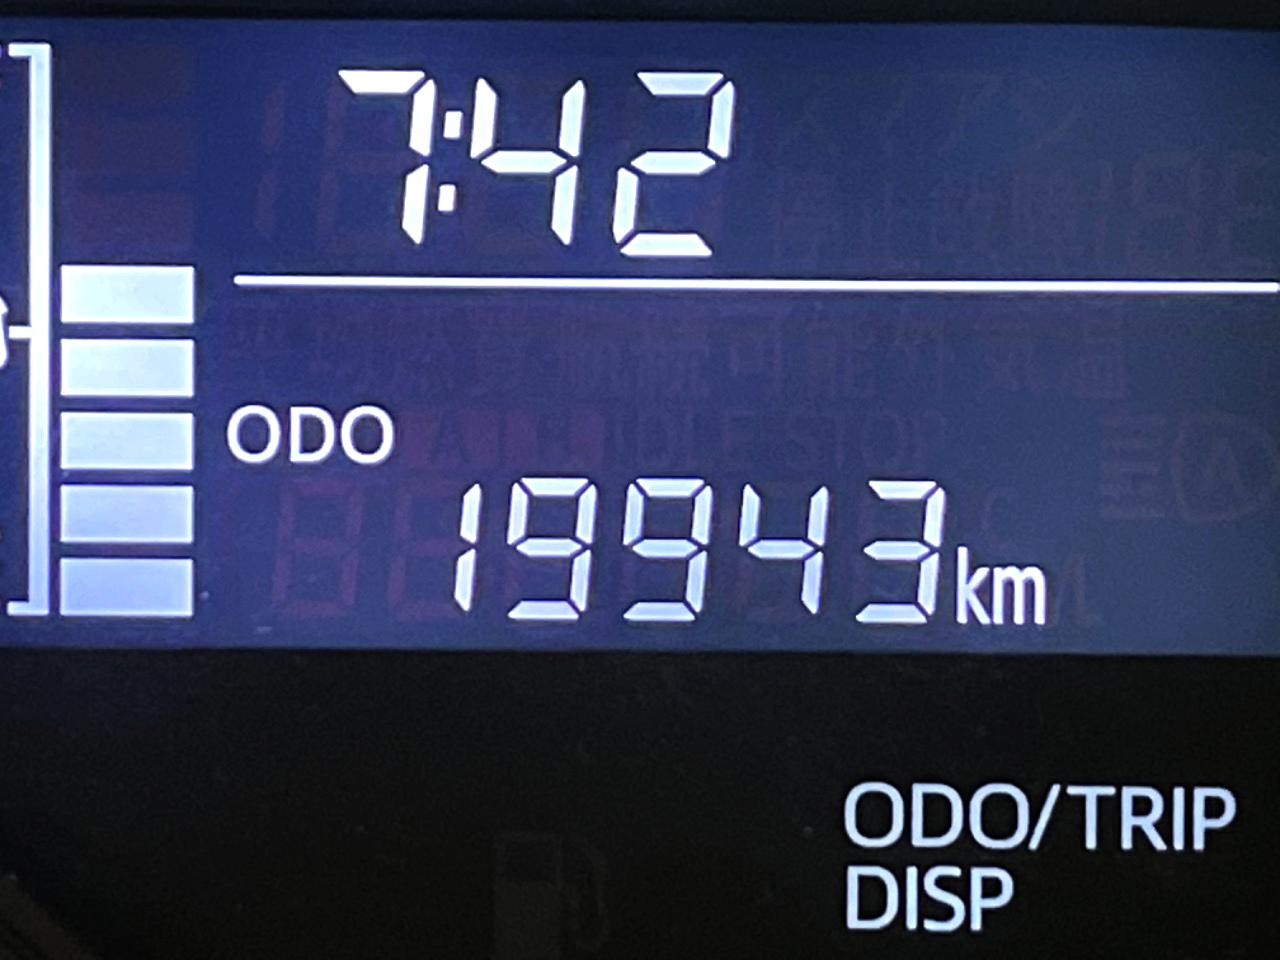 7:42
ODO
19943km
ODO/TRIP
DISP